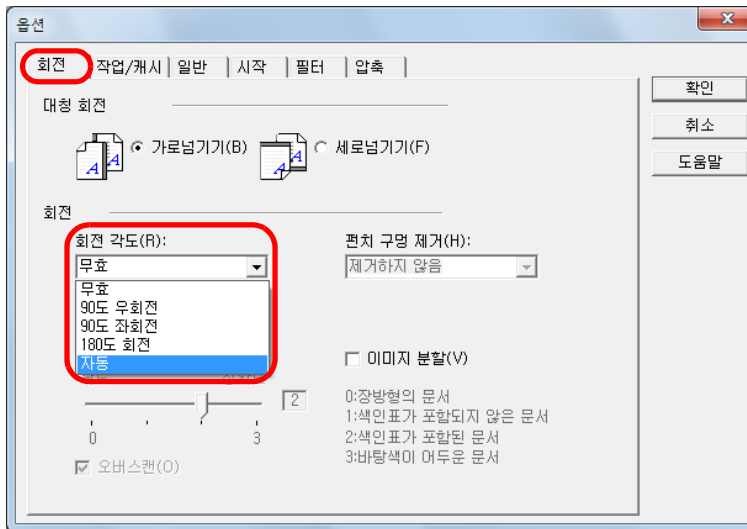 옵션
회전 작업/캐시 일반 시작 필터 압축
확인
취소
도움말
대칭 회전
A A 가로넘기기(B) A A 세로넘기기(F)
회전
회전 각도(R): 펀치 구멍 제거(H):
무효 제거하지 않음
무효
90도 우회전
90도 좌회전
180도 회전
자동
이미지 분할(V)
2
0 3
0:장방형의 문서
1:색인표가 포함되지 않은 문서
2:색인표가 포함된 문서
3:바탕색이 어두운 문서
오버스캔(O)